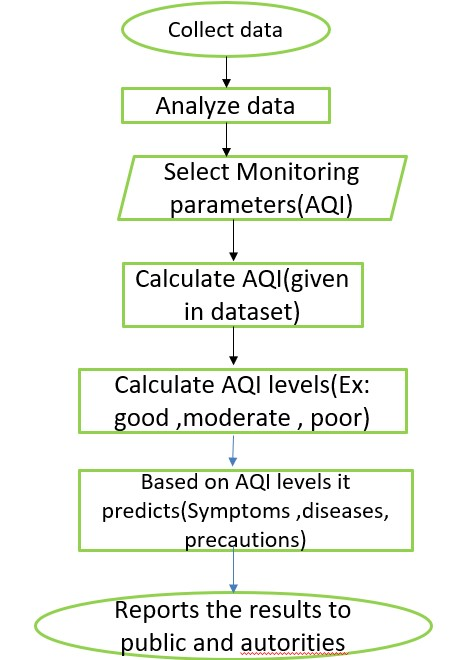 Collect data
Analyze data
Select Monitoring
parameters(AQI)
Calculate AQI(given
in dataset)
Calculate AQI levels(Ex:
good ,moderate , poor)
Based on AQI levels it
predicts(Symptoms ,diseases,
precautions)
Reports the results to
public and autorities